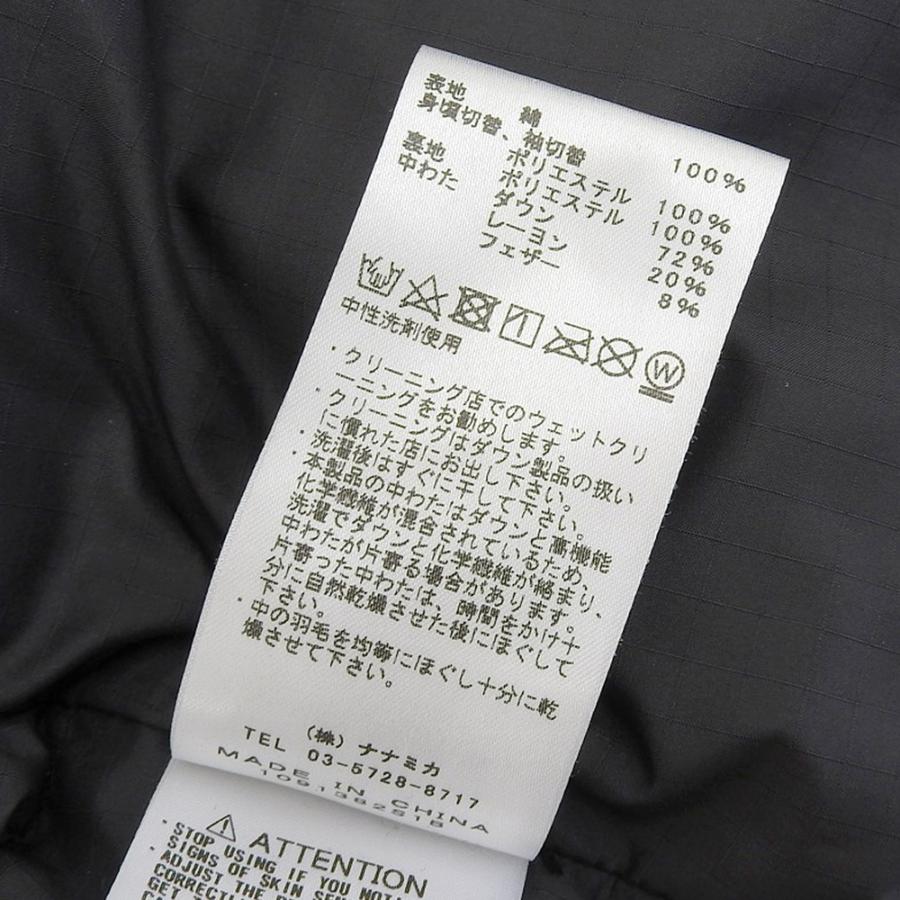 表地 綿 100%
身頃切替、袖切替
ポリエステル 100%
裏地 ポリエステル 100%
中わた ダウン 72%
レーヨン 20%
フェザー 8%
W
中性洗剤使用
・クリーニング店でのウェットクリ
ーニングをお勧めします。
・クリーニングはダウン製品の扱い
に慣れた店にお出し下さい。
・洗濯後はすぐに干して下さい。
・本製品の中わたはダウンと高機能
化学繊維が混合されているため、
洗濯でダウンと化学繊維が絡まり、
中わたが片寄る場合があります。
片寄った中わたは、隙間をかけ十
分に自然乾燥させた後にほぐして
下さい。
・中の羽毛を均等にほぐし十分に乾
燥させて下さい。
(株)ナナミカ
TEL 03-5728-8717
MADE IN CHINA
ATTENTION
・STOP USING IF YOU NOTI
SIGNS OF SKIN SEN
・ADJUST THE
CORRECTL
GET